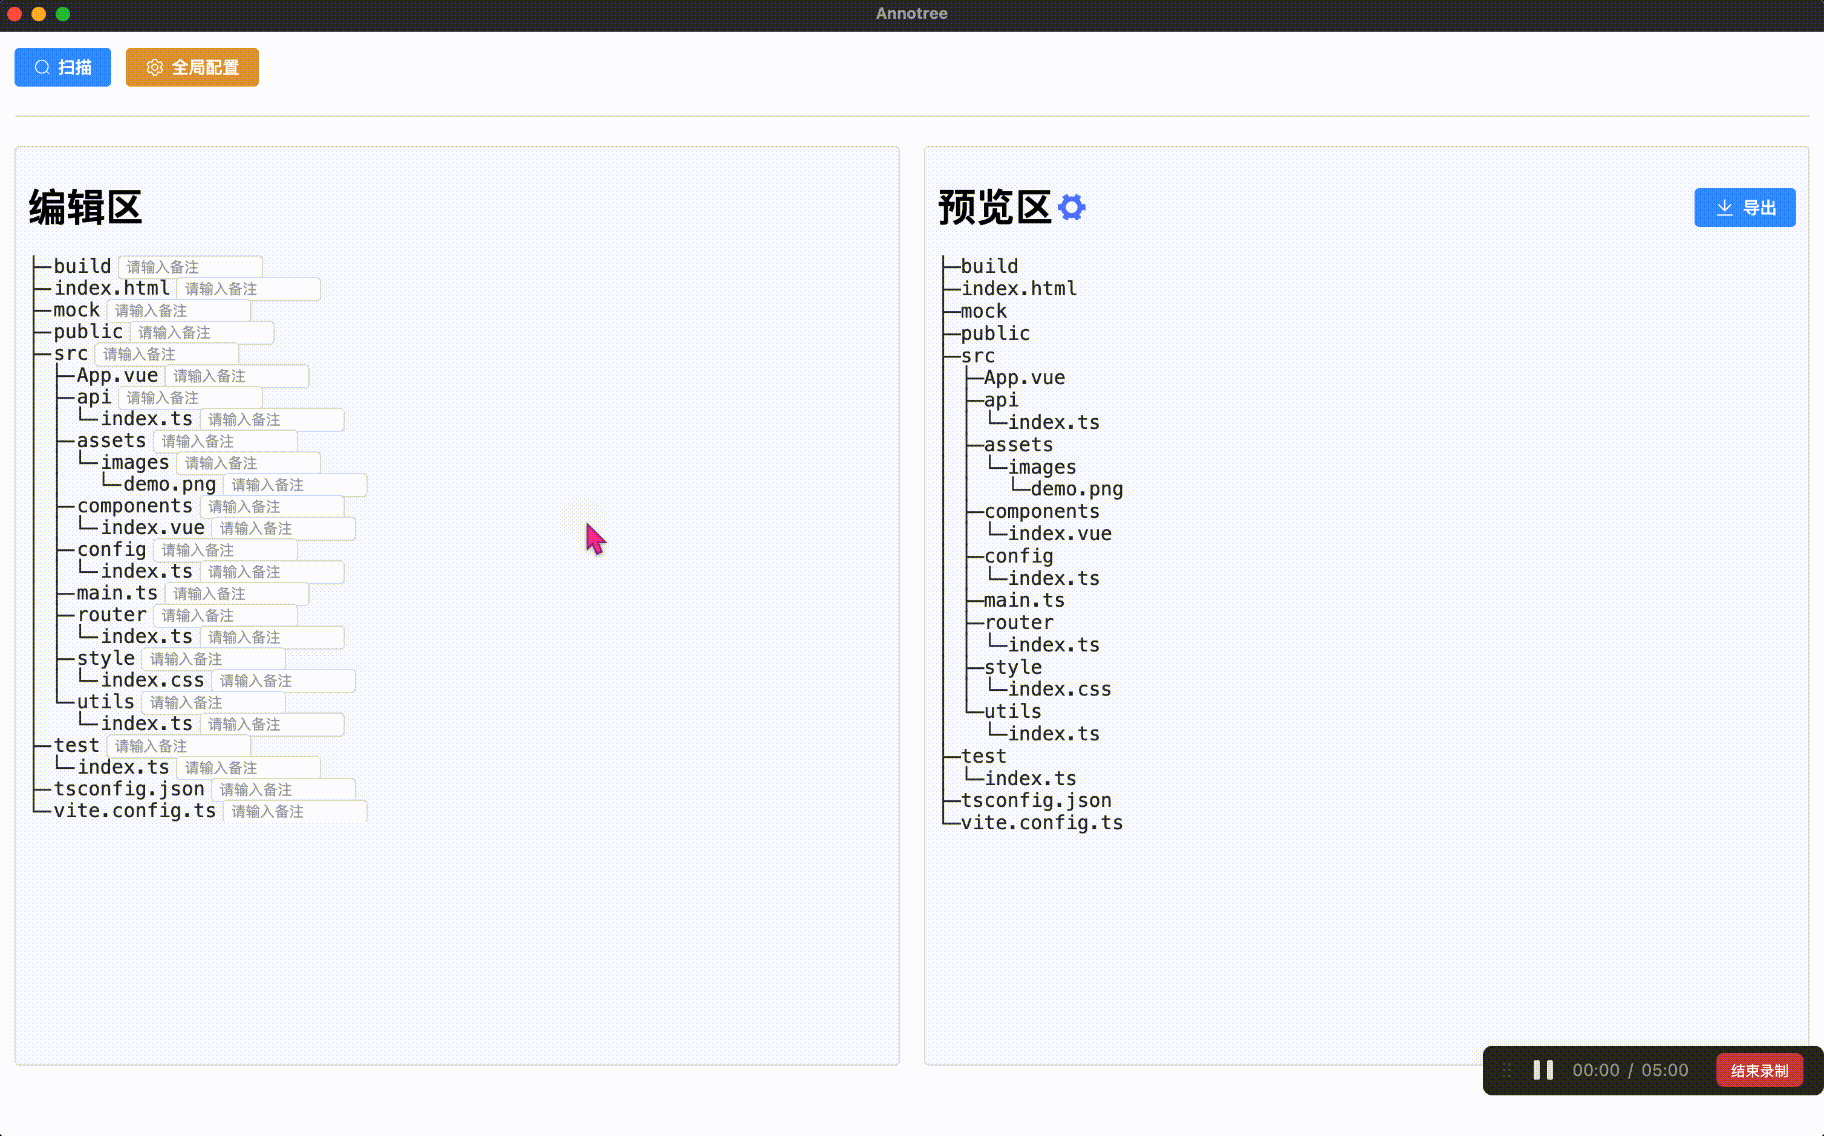 Annotree
扫描 全局配置
编辑区
├─build 请输入备注
├─index.html 请输入备注
├─mock 请输入备注
├─public 请输入备注
├─src 请输入备注
│ ├─App.vue 请输入备注
│ ├─api 请输入备注
│ │ └─index.ts 请输入备注
│ ├─assets 请输入备注
│ │ └─images 请输入备注
│ │   └─demo.png 请输入备注
│ ├─components 请输入备注
│ │ └─index.vue 请输入备注
│ ├─config 请输入备注
│ │ └─index.ts 请输入备注
│ ├─main.ts 请输入备注
│ ├─router 请输入备注
│ │ └─index.ts 请输入备注
│ ├─style 请输入备注
│ │ └─index.css 请输入备注
│ └─utils 请输入备注
│   └─index.ts 请输入备注
├─test 请输入备注
│ └─index.ts 请输入备注
├─tsconfig.json 请输入备注
└─vite.config.ts 请输入备注
预览区 导出
├─build
├─index.html
├─mock
├─public
├─src
│ ├─App.vue
│ ├─api
│ │ └─index.ts
│ ├─assets
│ │ └─images
│ │   └─demo.png
│ ├─components
│ │ └─index.vue
│ ├─config
│ │ └─index.ts
│ ├─main.ts
│ ├─router
│ │ └─index.ts
│ ├─style
│ │ └─index.css
│ └─utils
│   └─index.ts
├─test
│ └─index.ts
├─tsconfig.json
└─vite.config.ts
00:00 / 05:00 结束录制